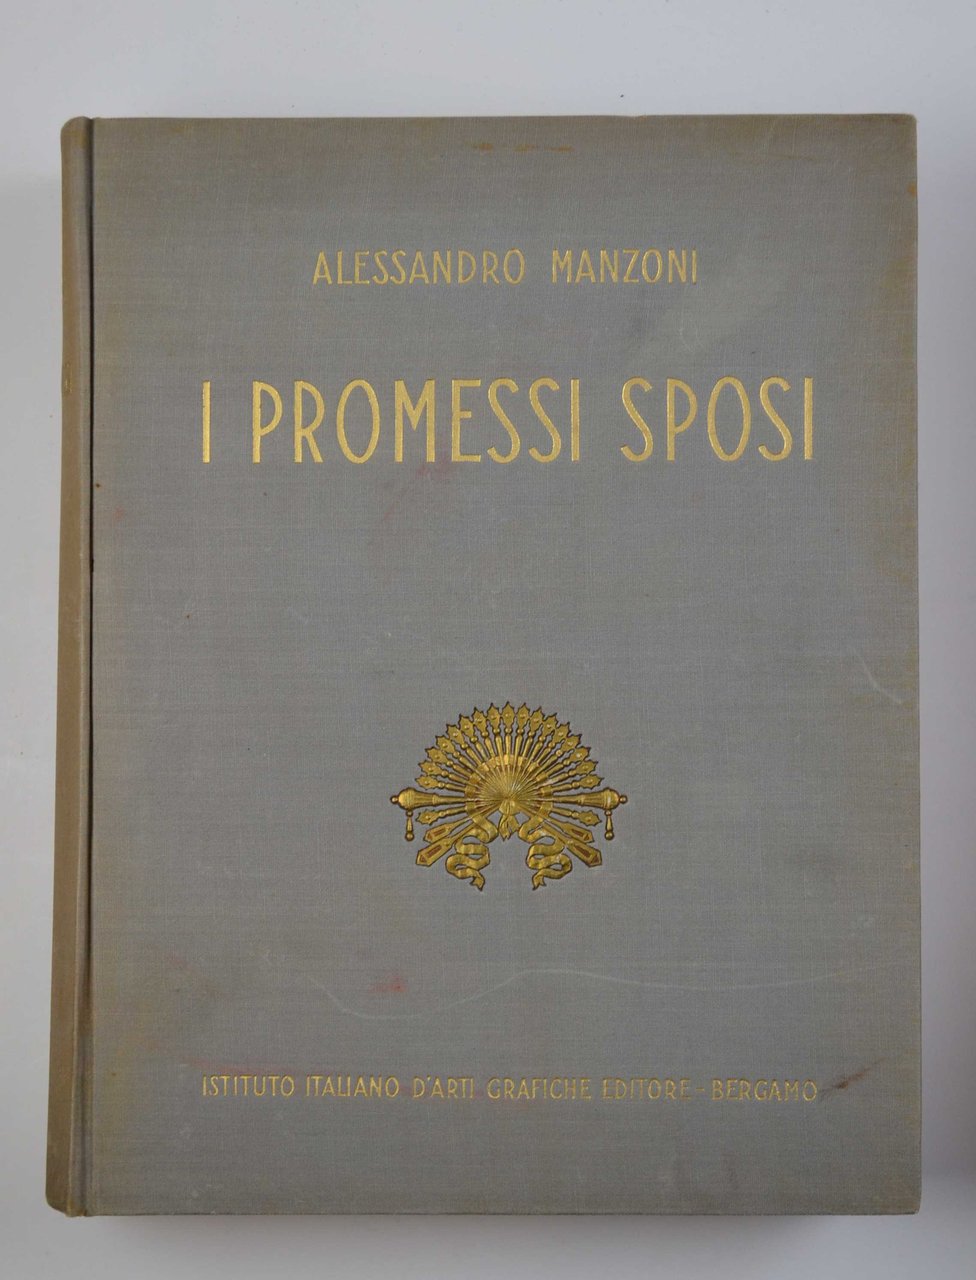 ALESSANDRO MANZONI
I PROMESSI SPOSI
ISTITUTO ITALIANO D'ARTI GRAFICHE EDITORE - BERGAMO